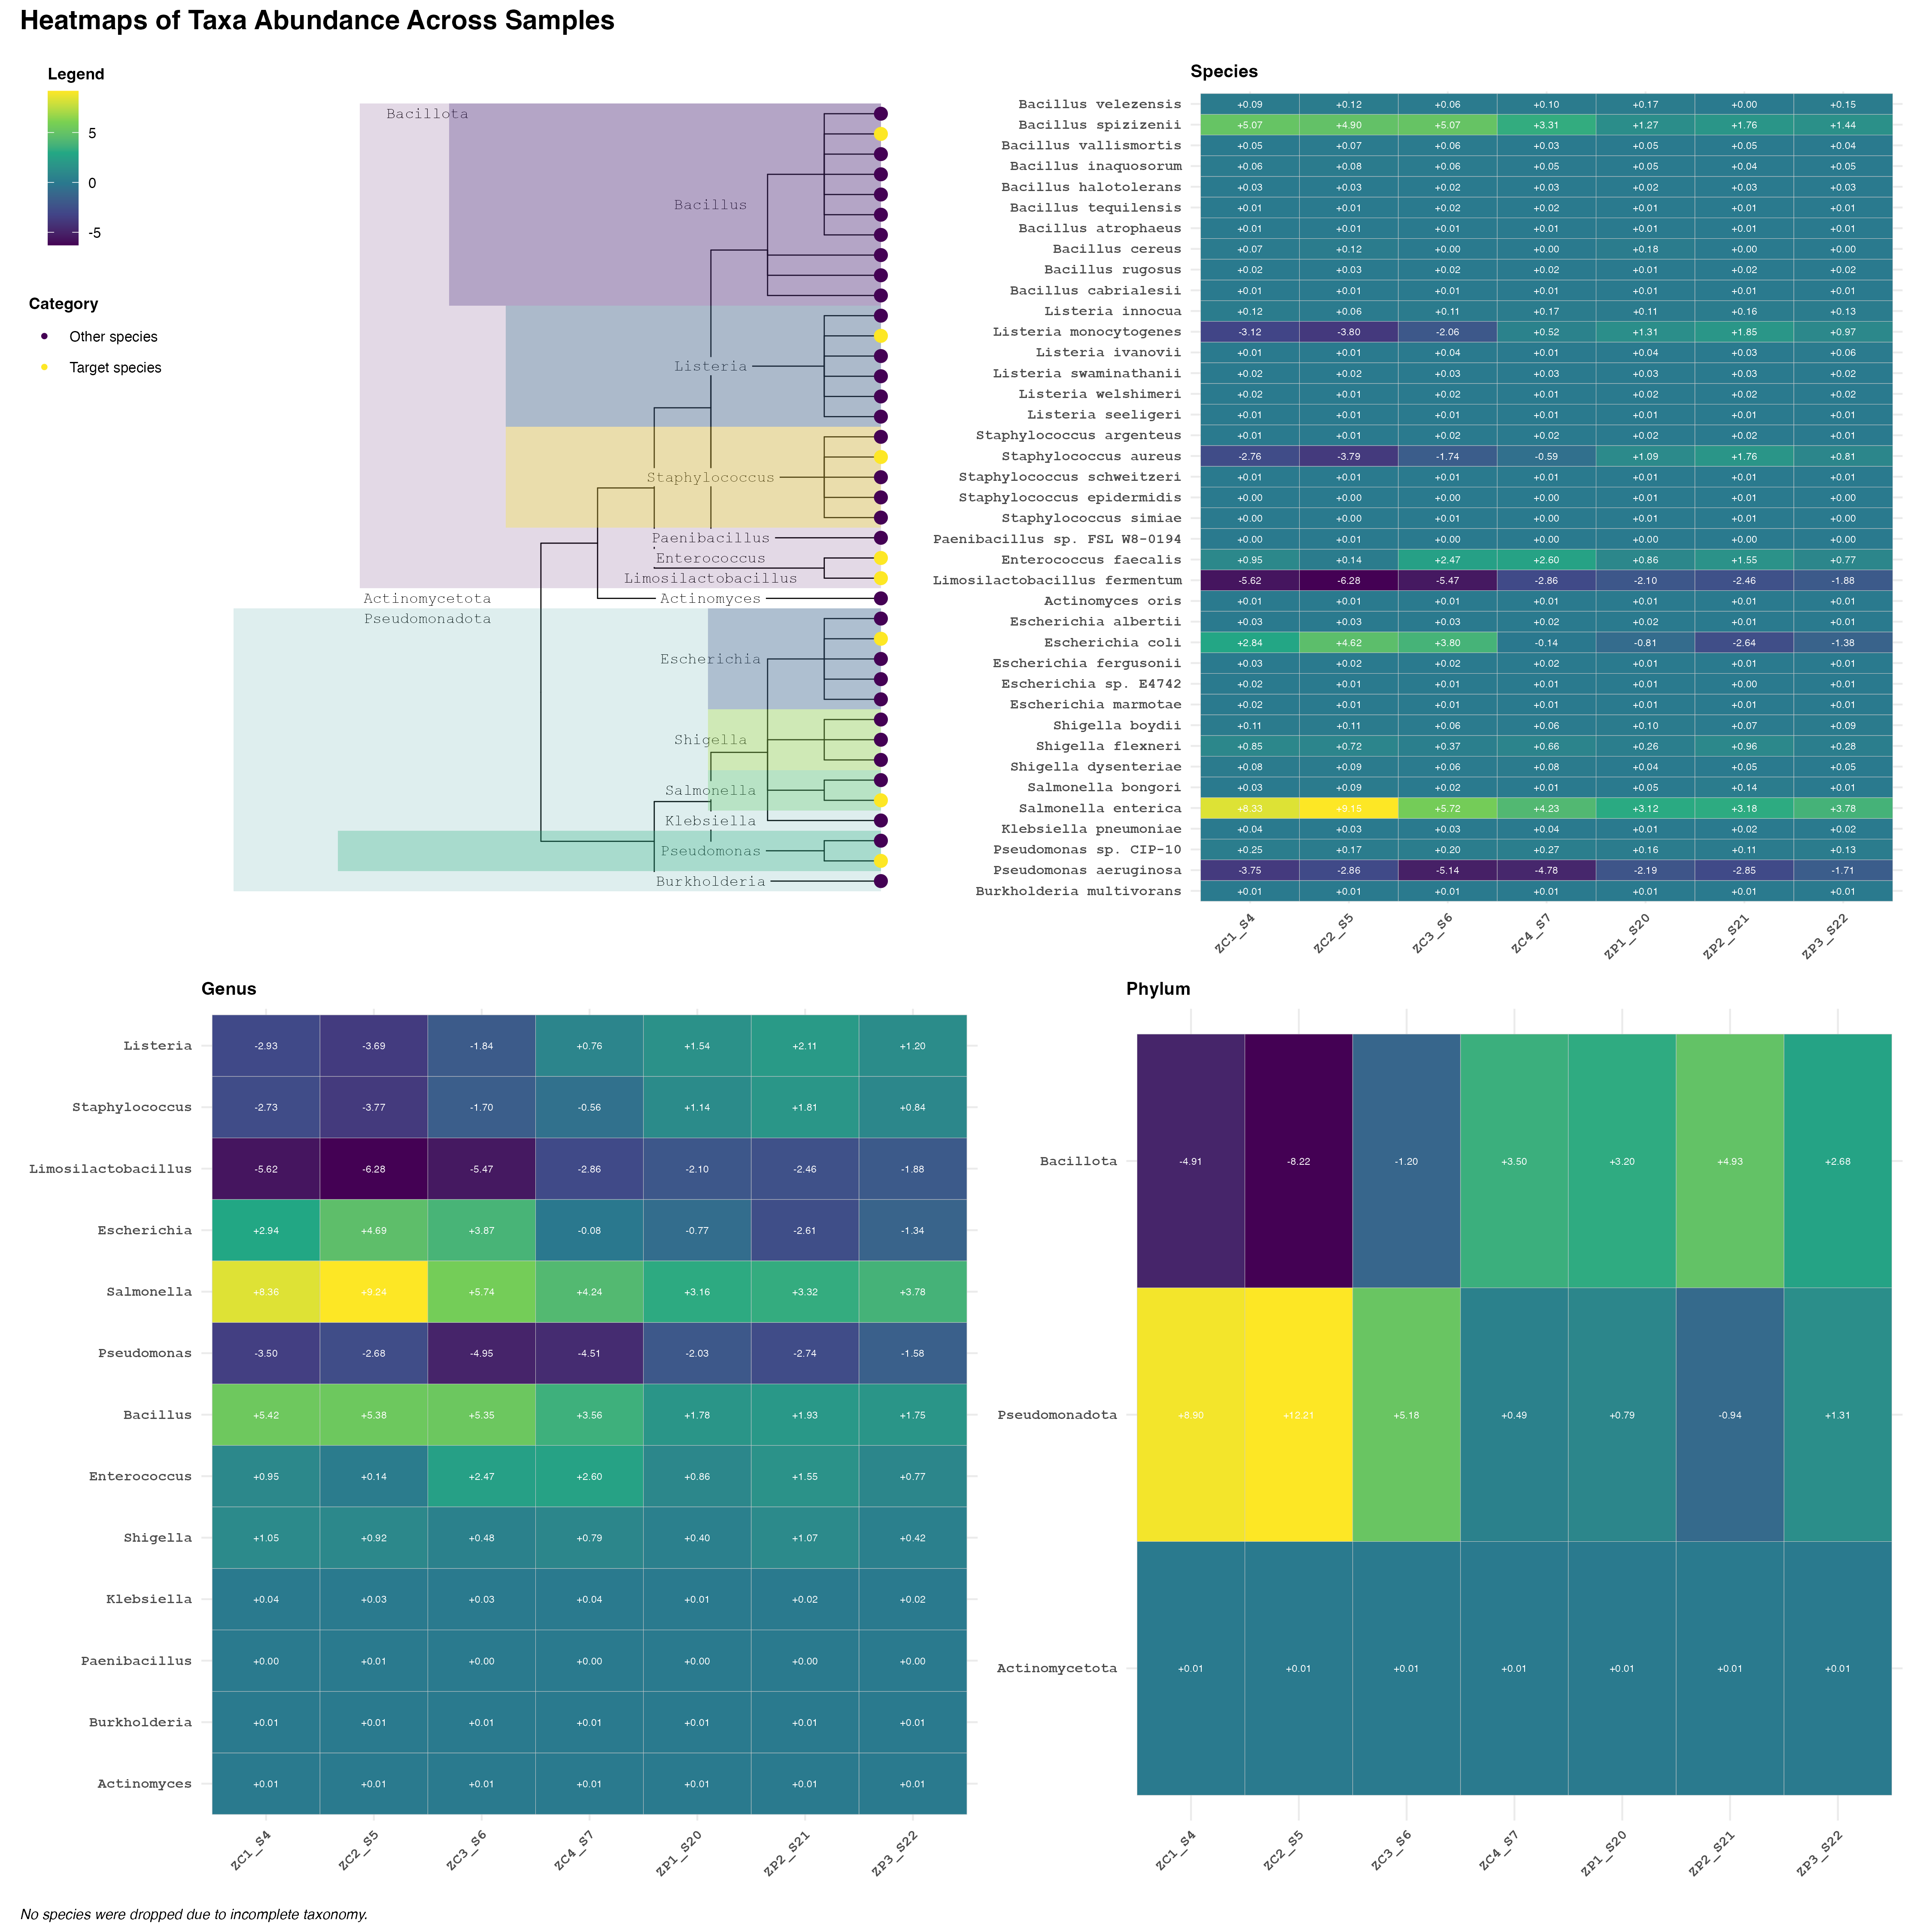 Heatmaps of Taxa Abundance Across Samples
Legend
5
0
-5
Category
Other species
Target species
Bacillota
Bacillus
Listeria
Staphylococcus
Paenibacillus
Enterococcus
Limosilactobacillus
Actinomycetota
Actinomyces
Pseudomonadota
Escherichia
Shigella
Salmonella
Klebsiella
Pseudomonas
Burkholderia
Species
Bacillus velezensis +0.09 +0.12 +0.06 +0.10 +0.17 +0.00 +0.15
Bacillus spizizenii +5.07 +4.90 +5.07 +3.31 +1.27 +1.76 +1.44
Bacillus vallismortis +0.05 +0.07 +0.06 +0.03 +0.05 +0.05 +0.04
Bacillus inaquosorum +0.06 +0.08 +0.06 +0.05 +0.05 +0.04 +0.05
Bacillus halotolerans +0.03 +0.03 +0.02 +0.03 +0.02 +0.03 +0.03
Bacillus tequilensis +0.01 +0.01 +0.02 +0.02 +0.01 +0.01 +0.01
Bacillus atrophaeus +0.01 +0.01 +0.01 +0.01 +0.01 +0.01 +0.01
Bacillus cereus +0.07 +0.12 +0.00 +0.00 +0.18 +0.00 +0.00
Bacillus rugosus +0.02 +0.03 +0.02 +0.02 +0.01 +0.02 +0.02
Bacillus cabrialesii +0.01 +0.01 +0.01 +0.01 +0.01 +0.01 +0.01
Listeria innocua +0.12 +0.06 +0.11 +0.17 +0.11 +0.16 +0.13
Listeria monocytogenes -3.12 -3.80 -2.06 +0.52 +1.31 +1.85 +0.97
Listeria ivanovii +0.01 +0.01 +0.04 +0.01 +0.04 +0.03 +0.06
Listeria swaminathanii +0.02 +0.02 +0.03 +0.03 +0.03 +0.03 +0.02
Listeria welshimeri +0.02 +0.01 +0.02 +0.01 +0.02 +0.02 +0.02
Listeria seeligeri +0.01 +0.01 +0.01 +0.01 +0.01 +0.01 +0.01
Staphylococcus argenteus +0.01 +0.01 +0.02 +0.02 +0.02 +0.02 +0.01
Staphylococcus aureus -2.76 -3.79 -1.74 -0.59 +1.09 +1.76 +0.81
Staphylococcus schweitzeri +0.01 +0.01 +0.01 +0.01 +0.01 +0.01 +0.01
Staphylococcus epidermidis +0.00 +0.00 +0.00 +0.00 +0.01 +0.01 +0.00
Staphylococcus simiae +0.00 +0.00 +0.01 +0.00 +0.01 +0.01 +0.00
Paenibacillus sp. FSL W8-0194 +0.00 +0.01 +0.00 +0.00 +0.00 +0.00 +0.00
Enterococcus faecalis +0.95 +0.14 +2.47 +2.60 +0.86 +1.55 +0.77
Limosilactobacillus fermentum -5.62 -6.28 -5.47 -2.86 -2.10 -2.46 -1.88
Actinomyces oris +0.01 +0.01 +0.01 +0.01 +0.01 +0.01 +0.01
Escherichia albertii +0.03 +0.03 +0.03 +0.02 +0.02 +0.01 +0.01
Escherichia coli +2.84 +4.62 +3.80 -0.14 -0.81 -2.64 -1.38
Escherichia fergusonii +0.03 +0.02 +0.02 +0.02 +0.01 +0.01 +0.01
Escherichia sp. E4742 +0.02 +0.01 +0.01 +0.01 +0.01 +0.00 +0.01
Escherichia marmotae +0.02 +0.01 +0.01 +0.01 +0.01 +0.01 +0.01
Shigella boydii +0.11 +0.11 +0.06 +0.06 +0.10 +0.07 +0.09
Shigella flexneri +0.85 +0.72 +0.37 +0.66 +0.26 +0.96 +0.28
Shigella dysenteriae +0.08 +0.09 +0.06 +0.08 +0.04 +0.05 +0.05
Salmonella bongori +0.03 +0.09 +0.02 +0.01 +0.05 +0.14 +0.01
Salmonella enterica +8.33 +9.15 +5.72 +4.23 +3.12 +3.18 +3.78
Klebsiella pneumoniae +0.04 +0.03 +0.03 +0.04 +0.01 +0.02 +0.02
Pseudomonas sp. CIP-10 +0.25 +0.17 +0.20 +0.27 +0.16 +0.11 +0.13
Pseudomonas aeruginosa -3.75 -2.86 -5.14 -4.78 -2.19 -2.85 -1.71
Burkholderia multivorans +0.01 +0.01 +0.01 +0.01 +0.01 +0.01 +0.01
ZC1_S4 ZC2_S5 ZC3_S6 ZC4_S7 ZP1_S20 ZP2_S21 ZP3_S22
Genus
Listeria -2.93 -3.69 -1.84 +0.76 +1.54 +2.11 +1.20
Staphylococcus -2.73 -3.77 -1.70 -0.56 +1.14 +1.81 +0.84
Limosilactobacillus -5.62 -6.28 -5.47 -2.86 -2.10 -2.46 -1.88
Escherichia +2.94 +4.69 +3.87 -0.08 -0.77 -2.61 -1.34
Salmonella +8.36 +9.24 +5.74 +4.24 +3.16 +3.32 +3.78
Pseudomonas -3.50 -2.68 -4.95 -4.51 -2.03 -2.74 -1.58
Bacillus +5.42 +5.38 +5.35 +3.56 +1.78 +1.93 +1.75
Enterococcus +0.95 +0.14 +2.47 +2.60 +0.86 +1.55 +0.77
Shigella +1.05 +0.92 +0.48 +0.79 +0.40 +1.07 +0.42
Klebsiella +0.04 +0.03 +0.03 +0.04 +0.01 +0.02 +0.02
Paenibacillus +0.00 +0.01 +0.00 +0.00 +0.00 +0.00 +0.00
Burkholderia +0.01 +0.01 +0.01 +0.01 +0.01 +0.01 +0.01
Actinomyces +0.01 +0.01 +0.01 +0.01 +0.01 +0.01 +0.01
ZC1_S4 ZC2_S5 ZC3_S6 ZC4_S7 ZP1_S20 ZP2_S21 ZP3_S22
Phylum
Bacillota -4.91 -8.22 -1.20 +3.50 +3.20 +4.93 +2.68
Pseudomonadota +8.90 +12.21 +5.18 +0.49 +0.79 -0.94 +1.31
Actinomycetota +0.01 +0.01 +0.01 +0.01 +0.01 +0.01 +0.01
ZC1_S4 ZC2_S5 ZC3_S6 ZC4_S7 ZP1_S20 ZP2_S21 ZP3_S22
No species were dropped due to incomplete taxonomy.